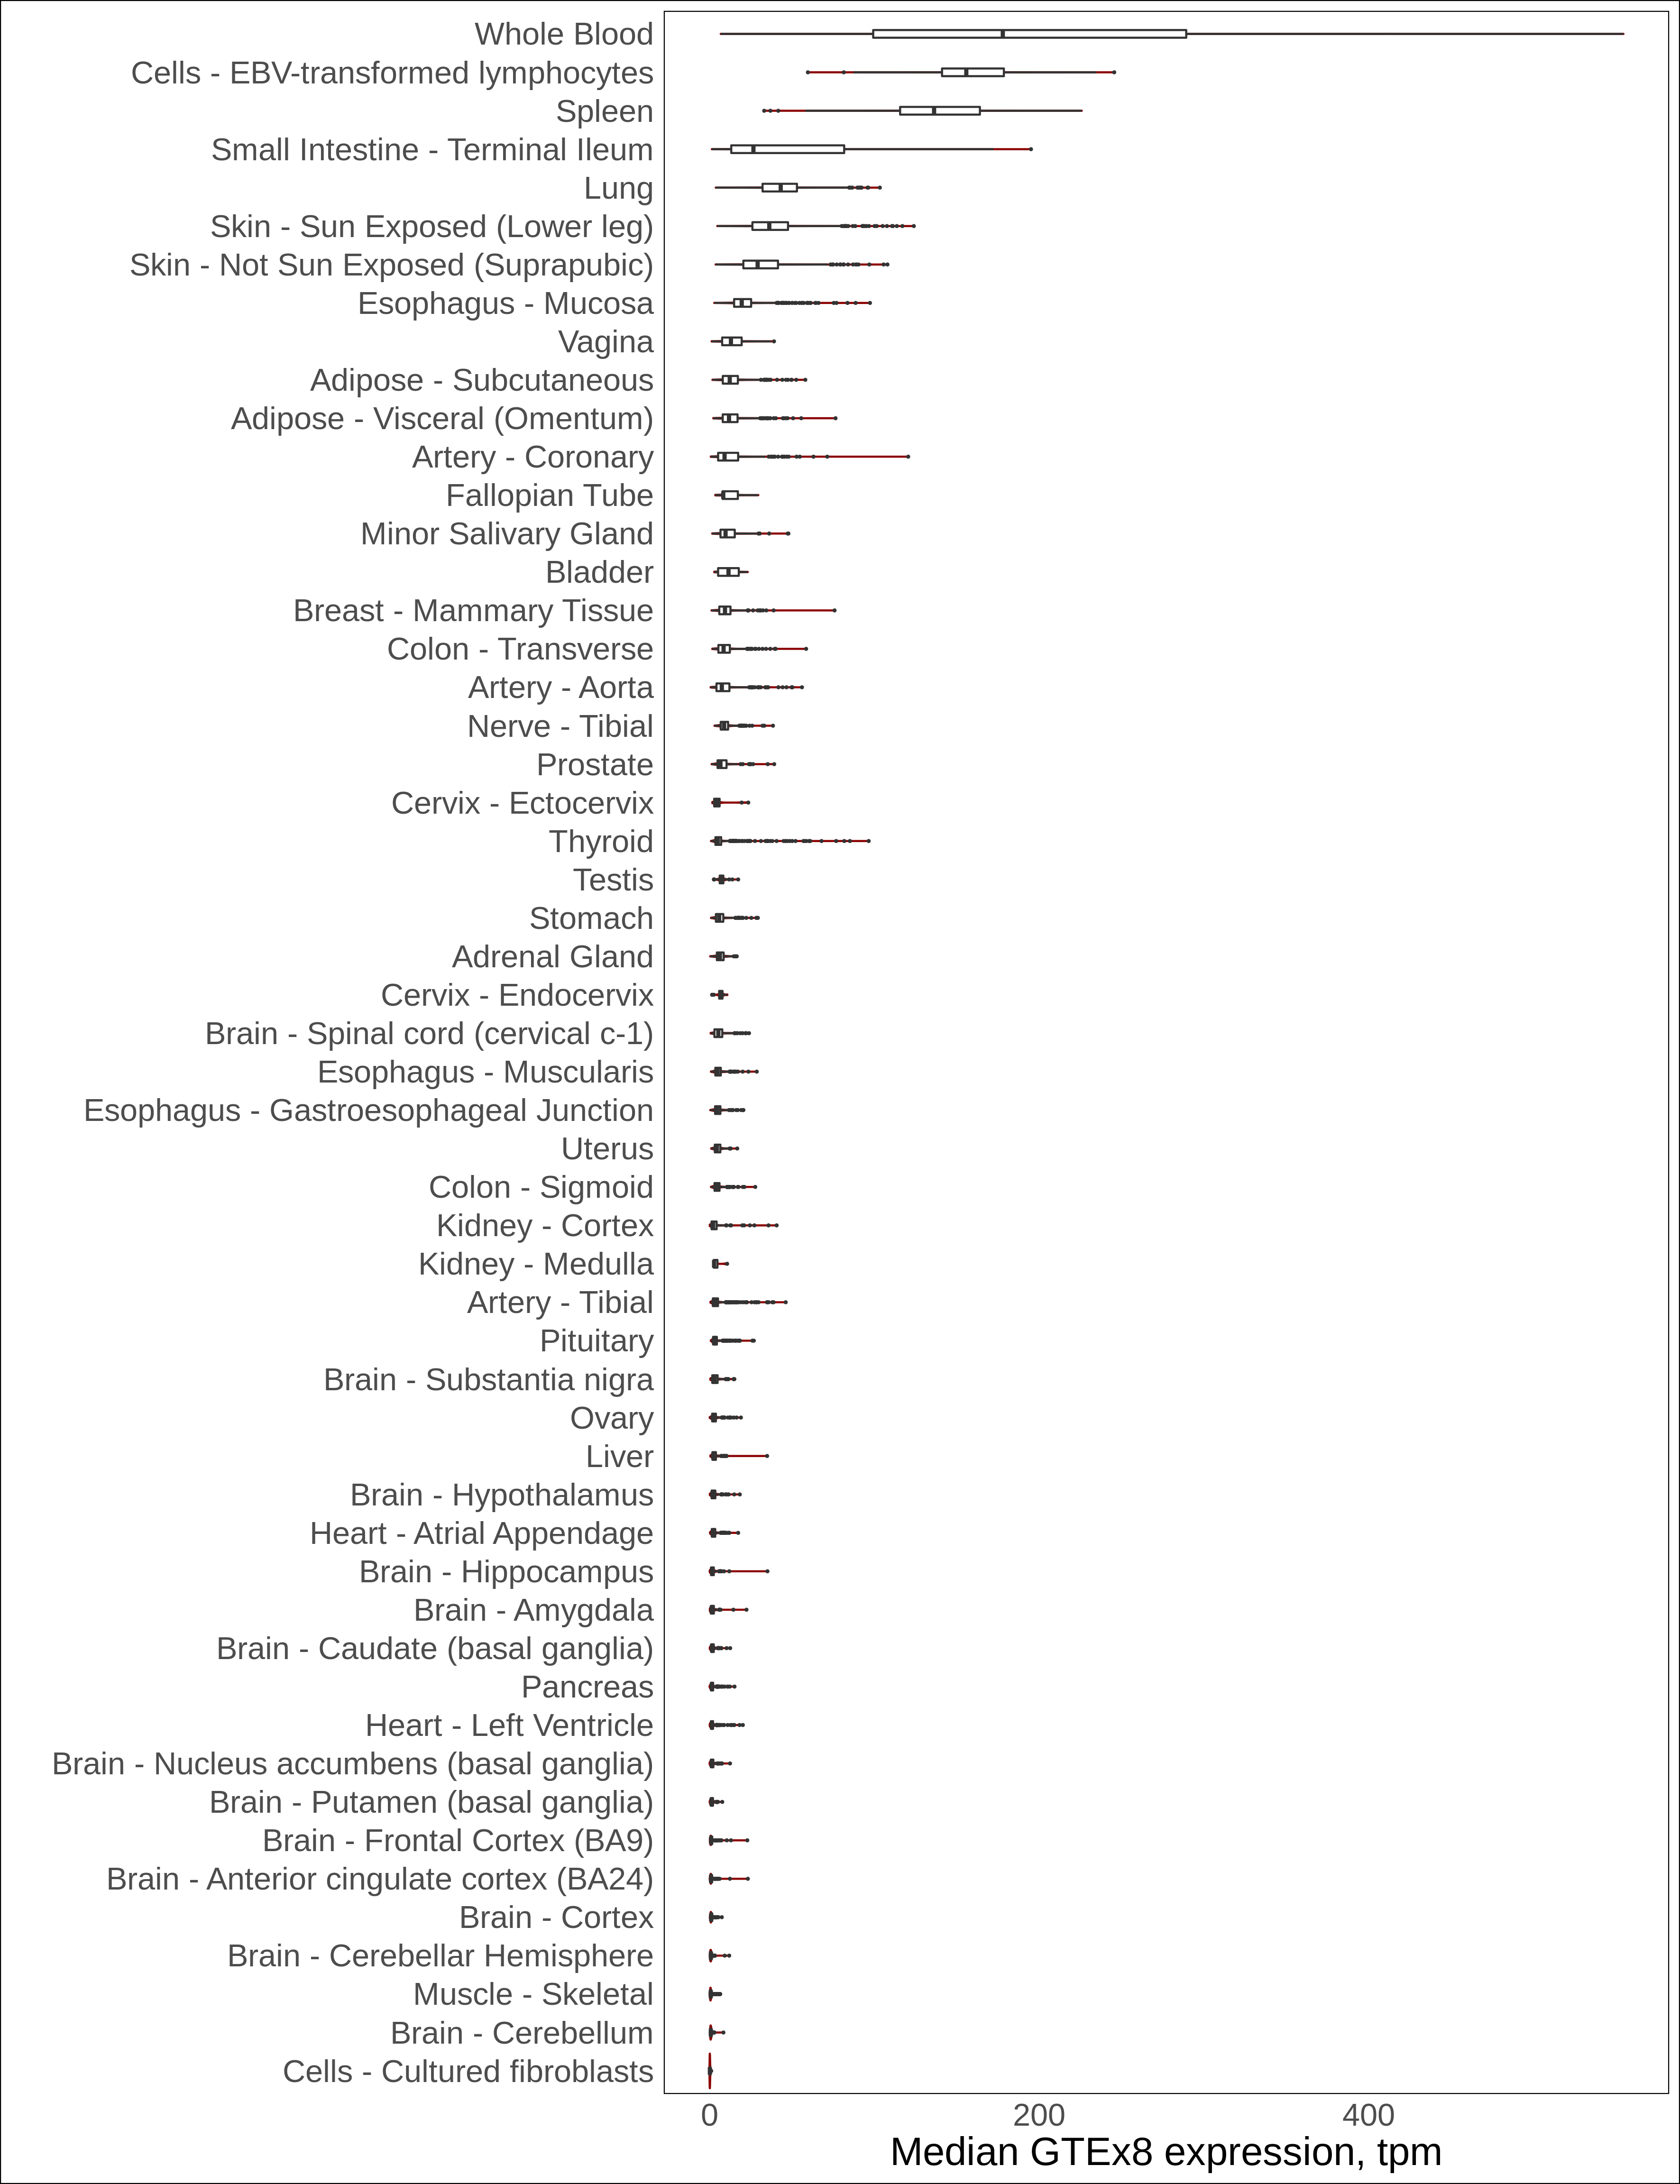 Whole Blood
Cells - EBV-transformed lymphocytes
Spleen
Small Intestine - Terminal Ileum
Lung
Skin - Sun Exposed (Lower leg)
Skin - Not Sun Exposed (Suprapubic)
Esophagus - Mucosa
Vagina
Adipose - Subcutaneous
Adipose - Visceral (Omentum)
Artery - Coronary
Fallopian Tube
Minor Salivary Gland
Bladder
Breast - Mammary Tissue
Colon - Transverse
Artery - Aorta
Nerve - Tibial
Prostate
Cervix - Ectocervix
Thyroid
Testis
Stomach
Adrenal Gland
Cervix - Endocervix
Brain - Spinal cord (cervical c-1)
Esophagus - Muscularis
Esophagus - Gastroesophageal Junction
Uterus
Colon - Sigmoid
Kidney - Cortex
Kidney - Medulla
Artery - Tibial
Pituitary
Brain - Substantia nigra
Ovary
Liver
Brain - Hypothalamus
Heart - Atrial Appendage
Brain - Hippocampus
Brain - Amygdala
Brain - Caudate (basal ganglia)
Pancreas
Heart - Left Ventricle
Brain - Nucleus accumbens (basal ganglia)
Brain - Putamen (basal ganglia)
Brain - Frontal Cortex (BA9)
Brain - Anterior cingulate cortex (BA24)
Brain - Cortex
Brain - Cerebellar Hemisphere
Muscle - Skeletal
Brain - Cerebellum
Cells - Cultured fibroblasts
0 200 400
Median GTEx8 expression, tpm